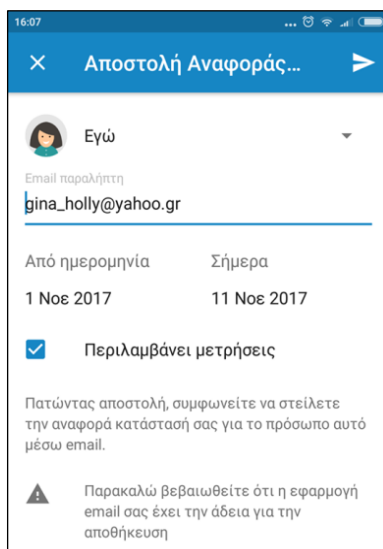 16:07
Αποστολή Αναφοράς...
Εγώ
Email παραλήπτη
gina_holly@yahoo.gr
Από ημερομηνία Σήμερα
1 Νοε 2017 11 Νοε 2017
Περιλαμβάνει μετρήσεις
Πατώντας αποστολή, συμφωνείτε να στείλετε
την αναφορά κατάστασή σας για το πρόσωπο αυτό
μέσω email.
Παρακαλώ βεβαιωθείτε ότι η εφαρμογή
email σας έχει την άδεια για την
αποθήκευση